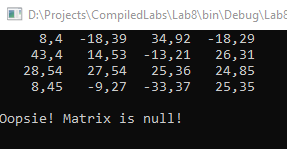 D:\Projects\CompiledLabs\Lab8\bin\Debug\Lab8
8,4 -18,39 34,92 -18,29
43,4 14,53 -13,21 26,31
28,54 27,54 25,36 24,85
8,45 -9,27 -33,37 25,35
Oopsie! Matrix is null!